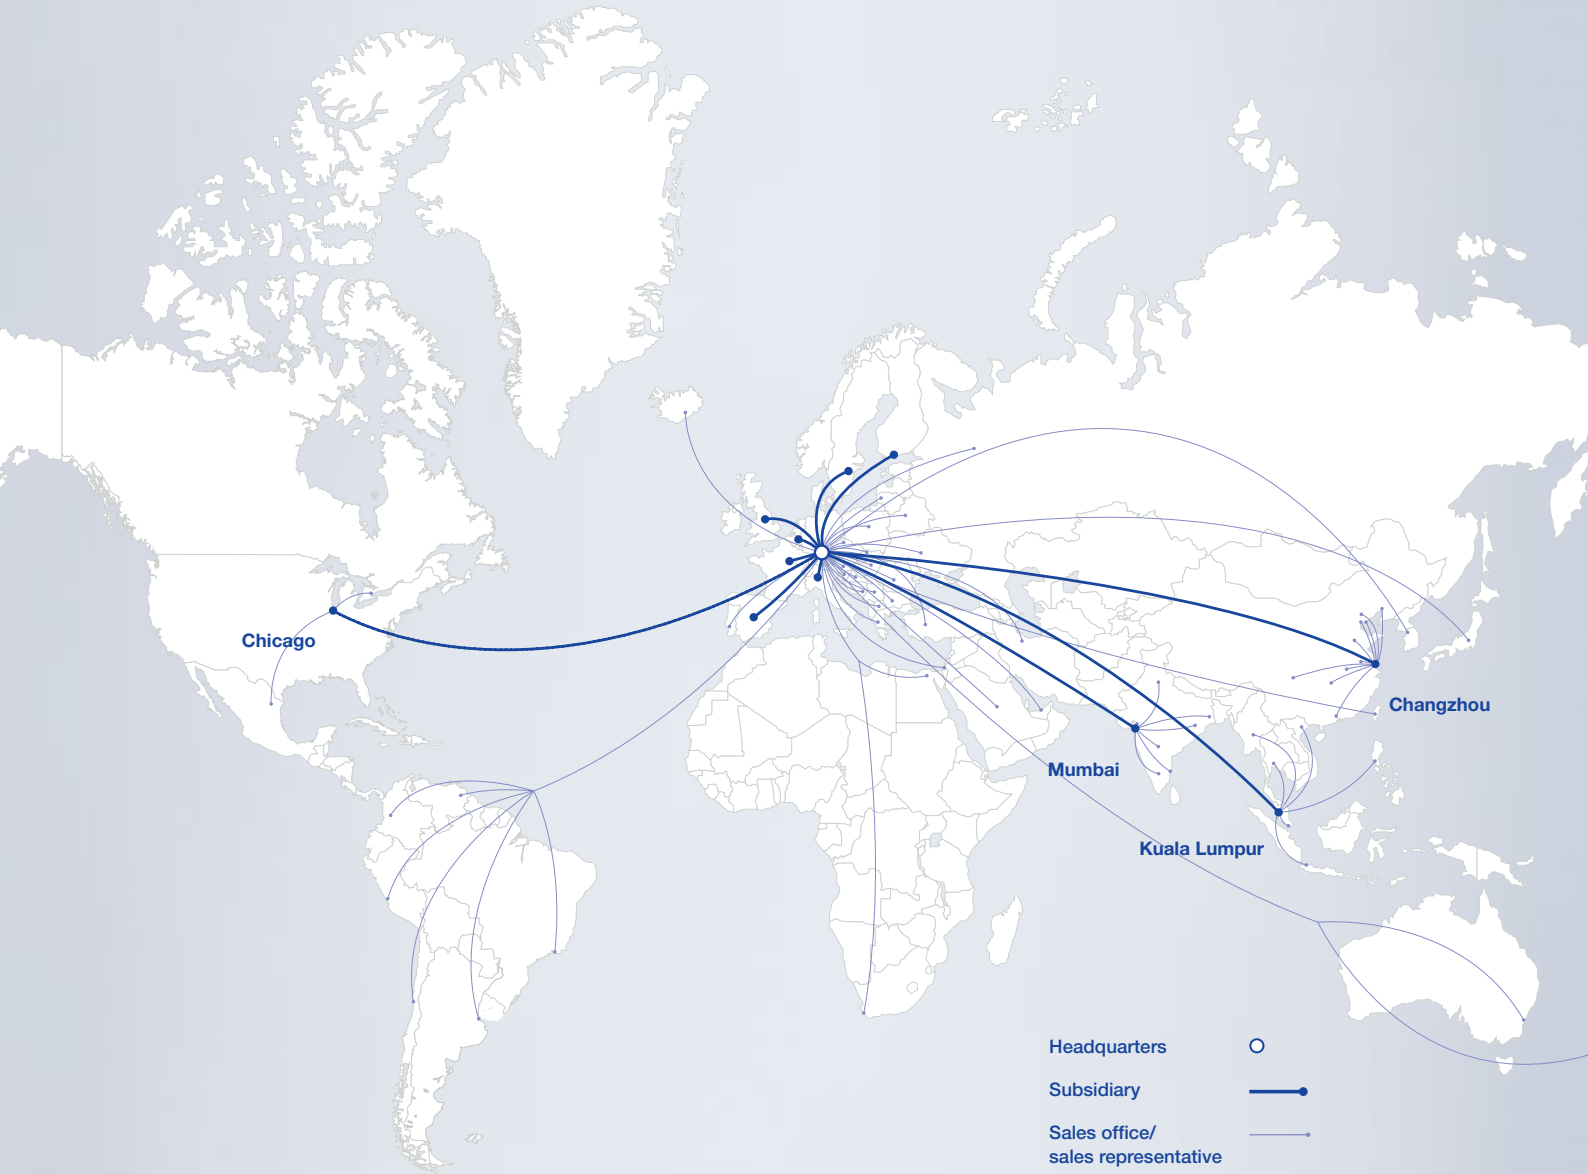 Chicago
Changzhou
Mumbai
Kuala Lumpur
Headquarters
Subsidiary
Sales office/
sales representative